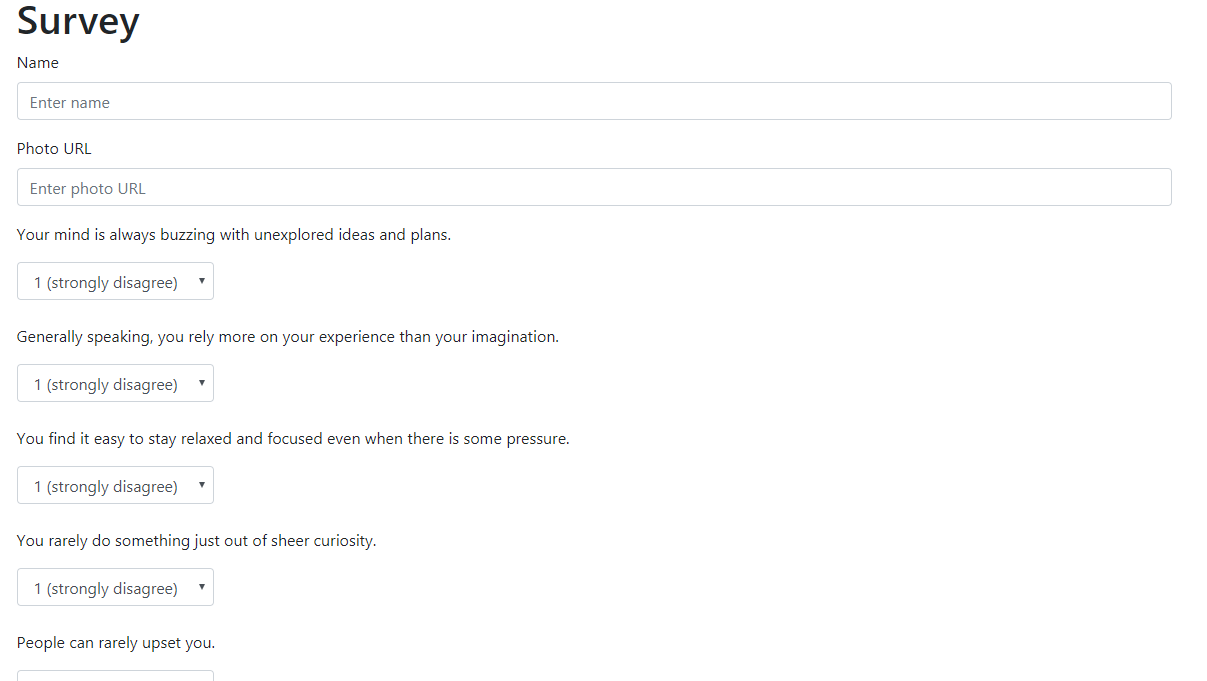 Survey
Name
Enter name
Photo URL
Enter photo URL
Your mind is always buzzing with unexplored ideas and plans.
1 (strongly disagree)
Generally speaking, you rely more on your experience than your imagination.
1 (strongly disagree)
You find it easy to stay relaxed and focused even when there is some pressure.
1 (strongly disagree)
You rarely do something just out of sheer curiosity.
1 (strongly disagree)
People can rarely upset you.